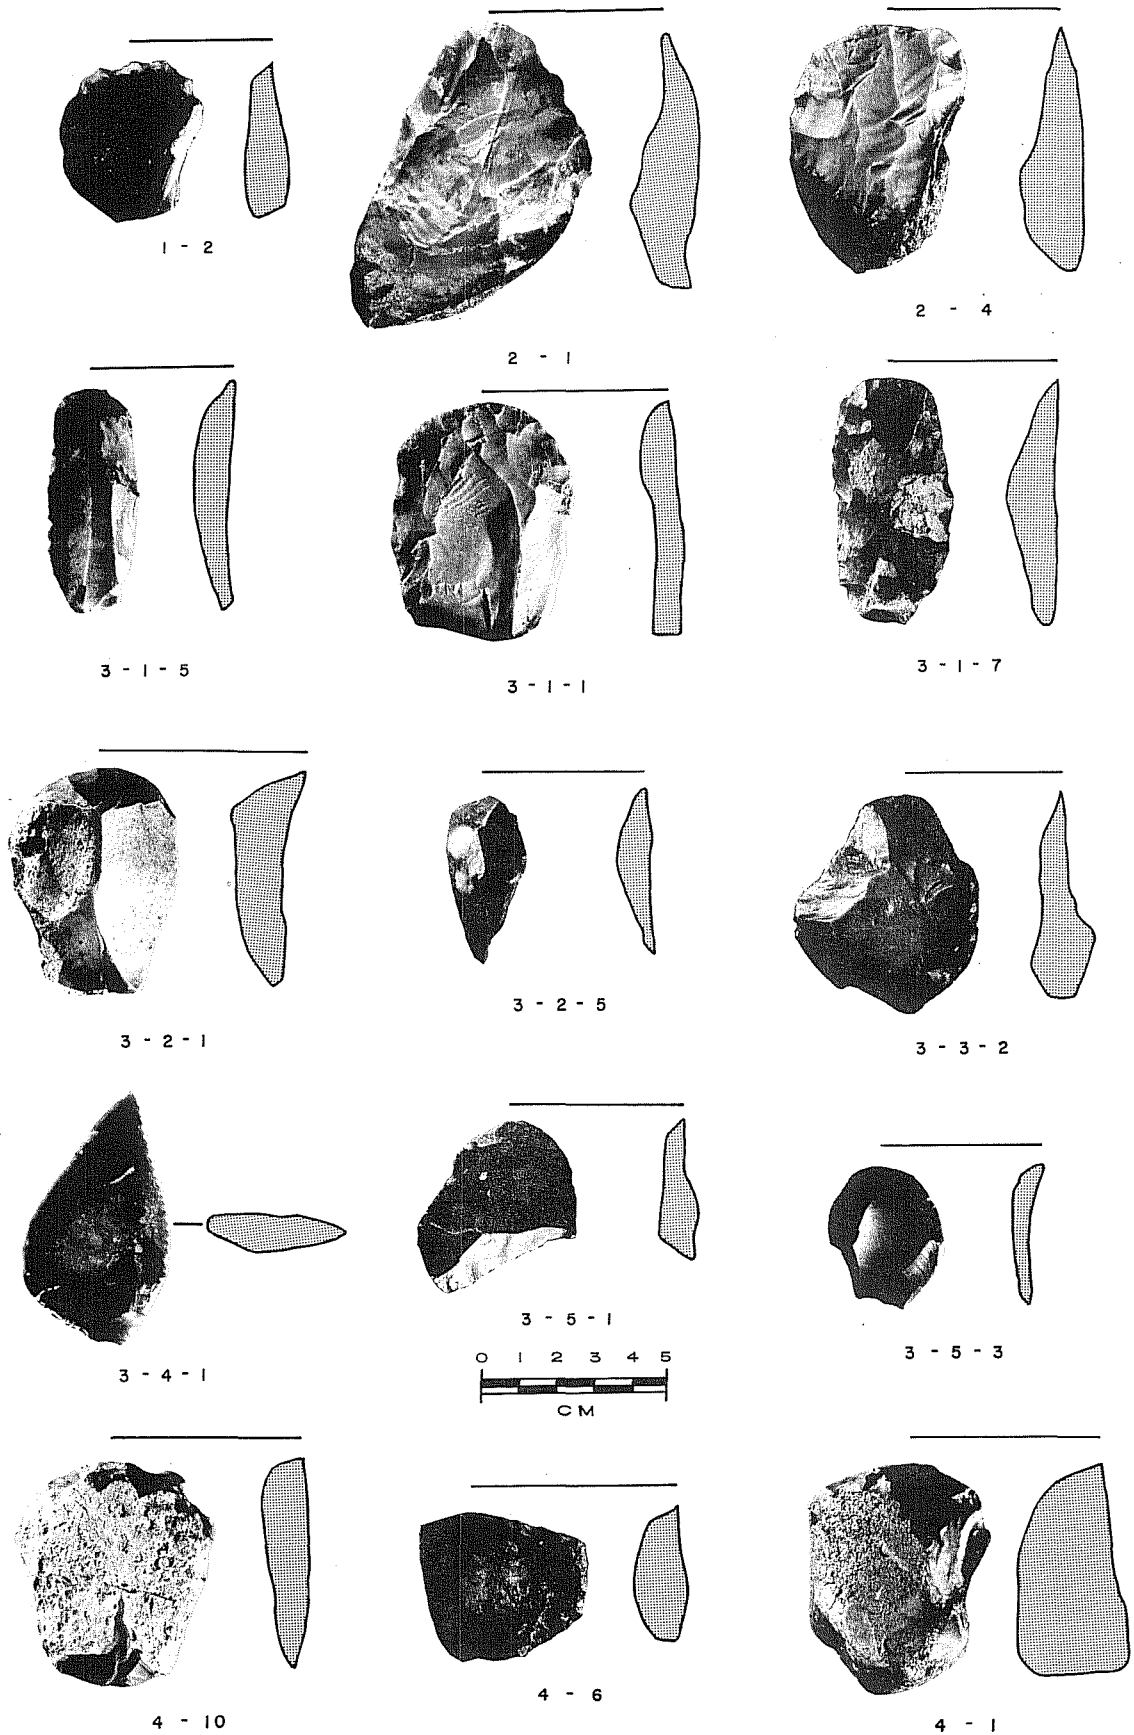 1 - 2
2 - 1
2 - 4
3 - 1 - 5
3 - 1 - 1
3 - 1 - 7
3 - 2 - 1
3 - 2 - 5
3 - 3 - 2
3 - 4 - 1
3 - 5 - 1
3 - 5 - 3
0 1 2 3 4 5
CM
4 - 10
4 - 6
4 - 1